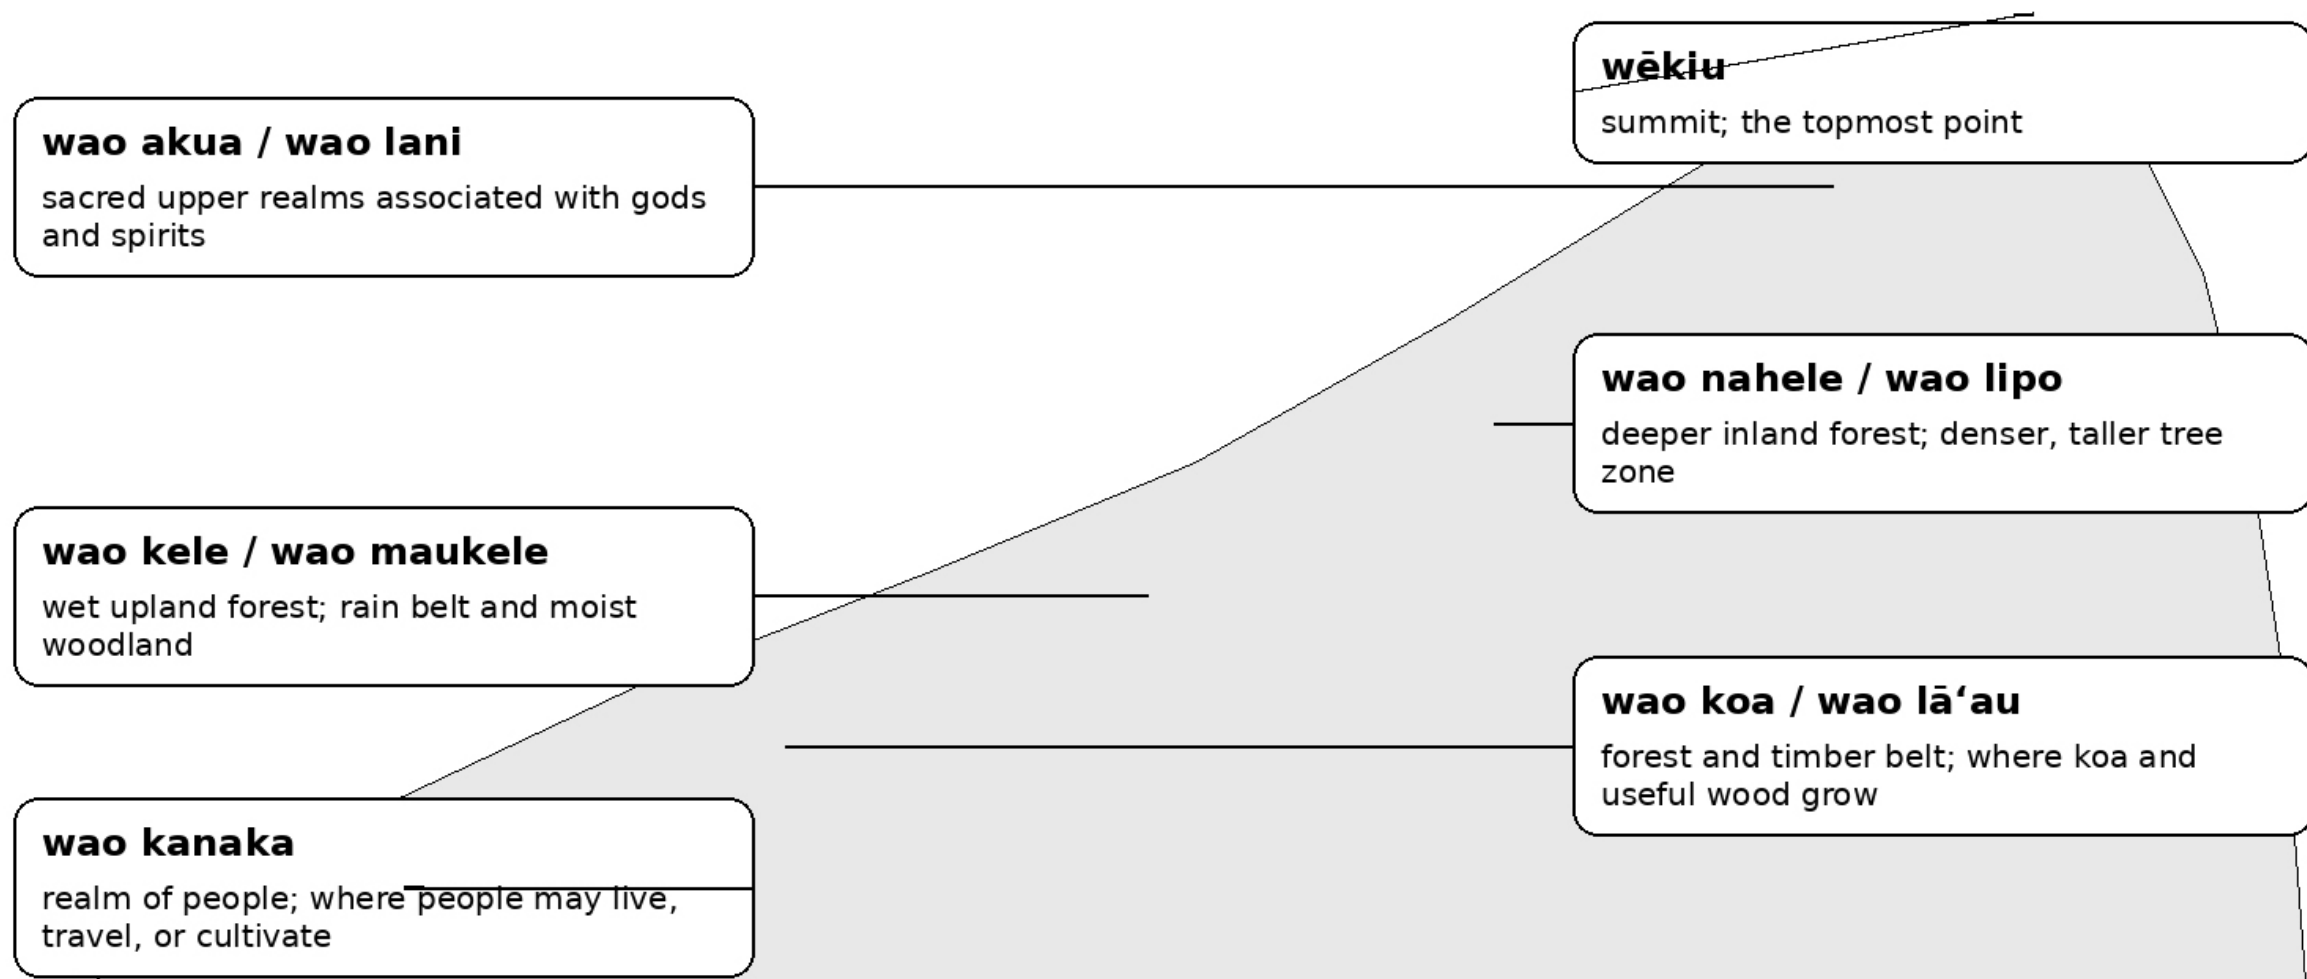 wēkiu
summit; the topmost point
wao akua / wao lani
sacred upper realms associated with gods
and spirits
wao nahele / wao lipo
deeper inland forest; denser, taller tree
zone
wao kele / wao maukele
wet upland forest; rain belt and moist
woodland
wao koa / wao lāʻau
forest and timber belt; where koa and
useful wood grow
wao kanaka
realm of people; where people may live,
travel, or cultivate